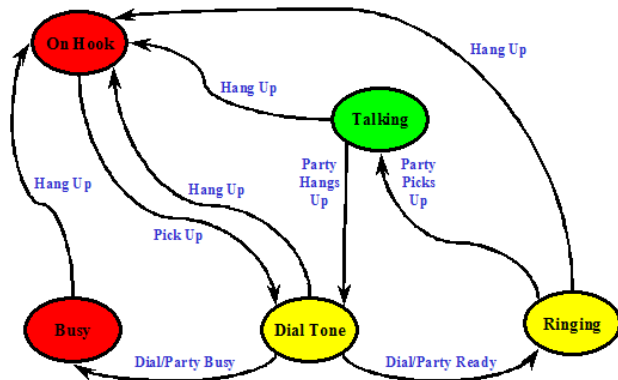 On Hook
Hang Up
Hang Up
Talking
Party
Hangs
Up
Party
Picks
Up
Hang Up
Hang Up
Pick Up
Busy
Dial Tone
Ringing
Dial/Party Busy
Dial/Party Ready